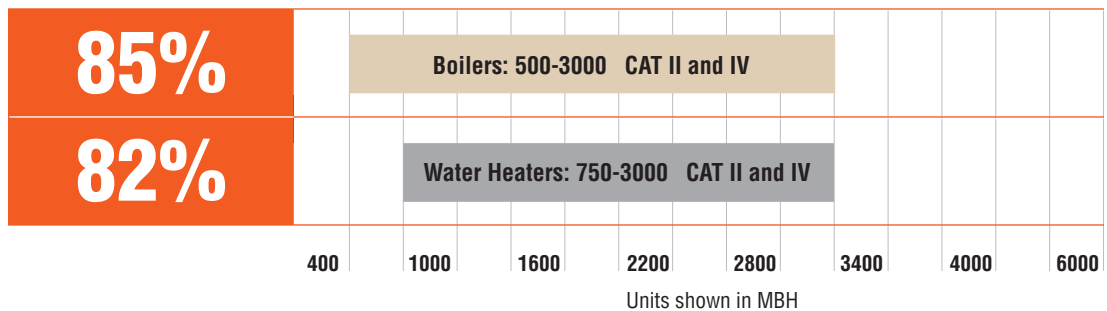 85%
Boilers: 500-3000 CAT II and IV
82%
Water Heaters: 750-3000 CAT II and IV
400 1000 1600 2200 2800 3400 4000 6000
Units shown in MBH